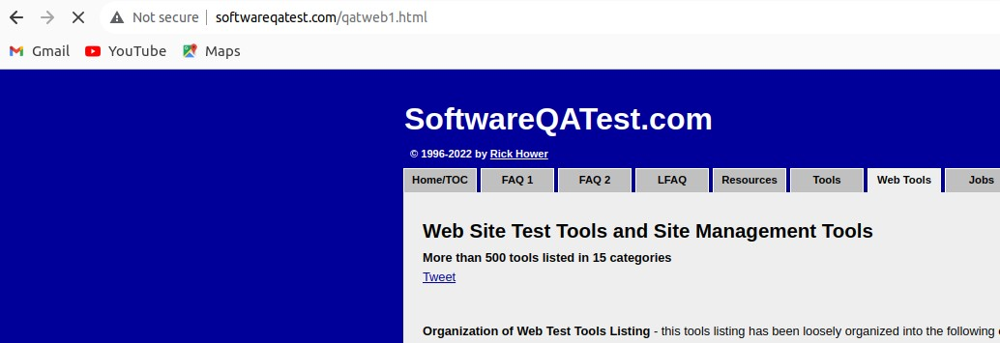 Not secure | softwareqatest.com/qatweb1.html
Gmail YouTube Maps
SoftwareQATest.com
© 1996-2022 by Rick Hower
Home/TOC FAQ 1 FAQ 2 LFAQ Resources Tools Web Tools Jobs
Web Site Test Tools and Site Management Tools
More than 500 tools listed in 15 categories
Tweet
Organization of Web Test Tools Listing - this tools listing has been loosely organized into the following